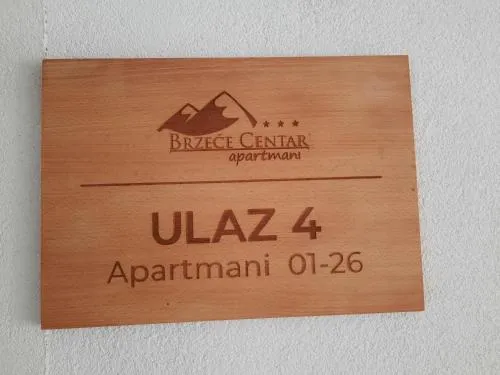 BRZEĆE CENTAR
apartmani
ULAZ 4
Apartmani 01-26